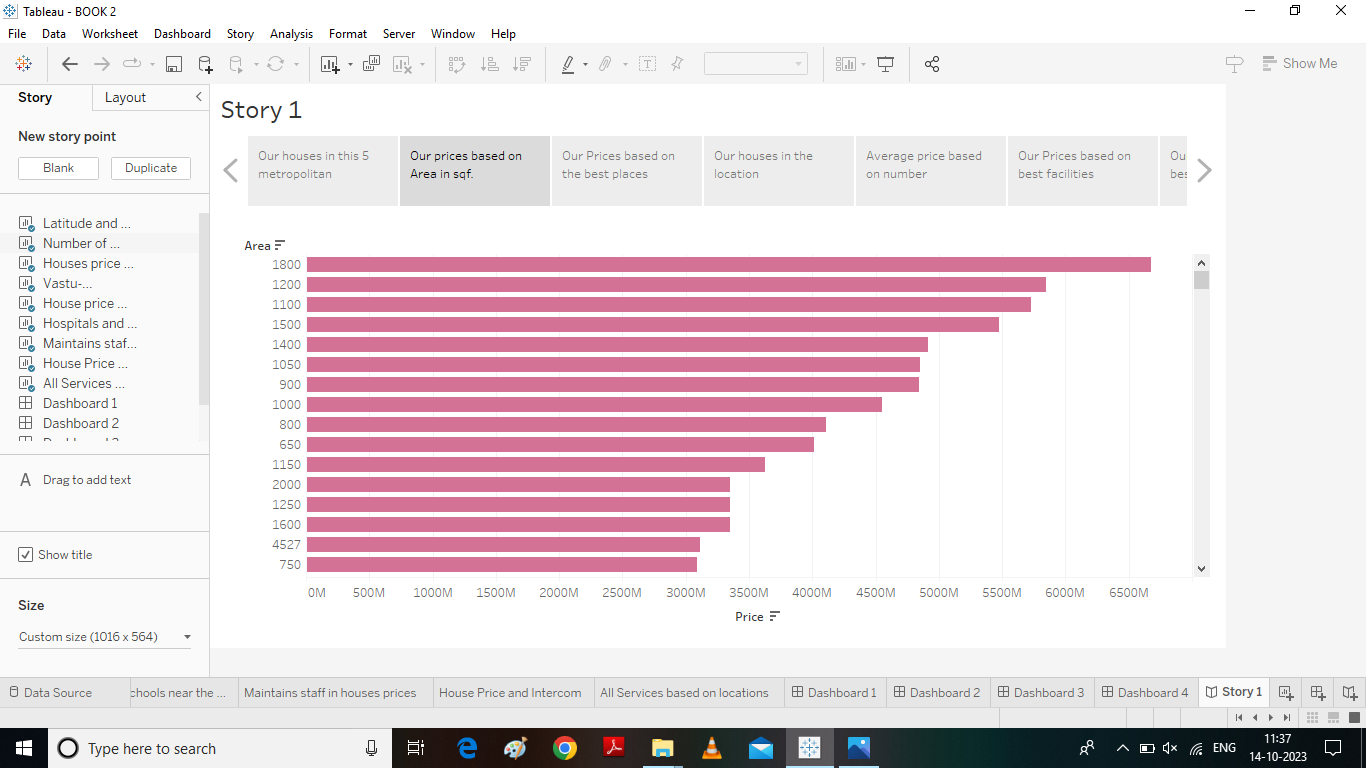 Tableau - BOOK 2
File Data Worksheet Dashboard Story Analysis Format Server Window Help
Show Me
Story Layout
New story point
Blank Duplicate
Latitude and ...
Number of ...
Houses price ...
Vastu-...
House price ...
Hospitals and ...
Maintains staf...
House Price ...
All Services ...
Dashboard 1
Dashboard 2
A Drag to add text
Show title
Size
Custom size (1016 x 564)
Story 1
Our houses in this 5
metropolitan
Our prices based on
Area in sqf.
Our Prices based on
the best places
Our houses in the
location
Average price based
on number
Our Prices based on
best facilities
Ou
bes
Area
1800
1200
1100
1500
1400
1050
900
1000
800
650
1150
2000
1250
1600
4527
750
0M 500M 1000M 1500M 2000M 2500M 3000M 3500M 4000M 4500M 5000M 5500M 6000M 6500M
Price
Data Source chools near the ... Maintains staff in houses prices House Price and Intercom All Services based on locations Dashboard 1 Dashboard 2 Dashboard 3 Dashboard 4 Story 1
Type here to search
ENG
11:37
14-10-2023